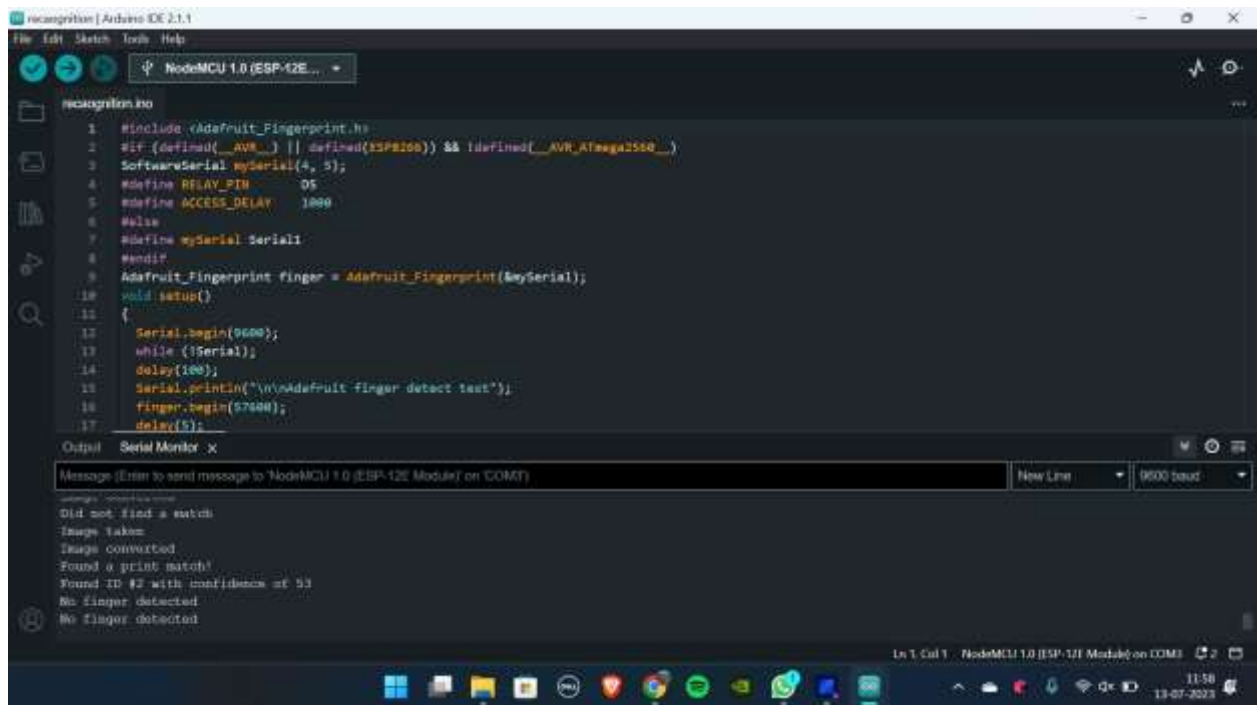 recaognition | Arduino IDE 2.1.1
File Edit Sketch Tools Help
NodeMCU 1.0 (ESP-12E...
recaognition.ino
...
1 #include <Adafruit_Fingerprint.h>
2 #if (defined(__AVR__) || defined(ESP8266)) && !defined(__AVR_ATmega2560__)
3 SoftwareSerial mySerial(4, 5);
4 #define RELAY_PIN D5
5 #define ACCESS_DELAY 1000
6 #else
7 #define mySerial Serial1
8 #endif
9 Adafruit_Fingerprint finger = Adafruit_Fingerprint(&mySerial);
10 void setup()
11 {
12 Serial.begin(9600);
13 while (!Serial);
14 delay(100);
15 Serial.println("\n\nAdafruit finger detect test");
16 finger.begin(57600);
17 delay(5);
Output Serial Monitor x
Message (Enter to send message to 'NodeMCU 1.0 (ESP-12E Module)' on 'COM3')
New Line
9600 baud
Did not find a match
Image taken
Image converted
Found a print match!
Found ID #2 with confidence of 53
No finger detected
No finger detected
Ln 1, Col 1 NodeMCU 1.0 (ESP-12E Module) on COM3 2
DELL
11:58
13-07-2023